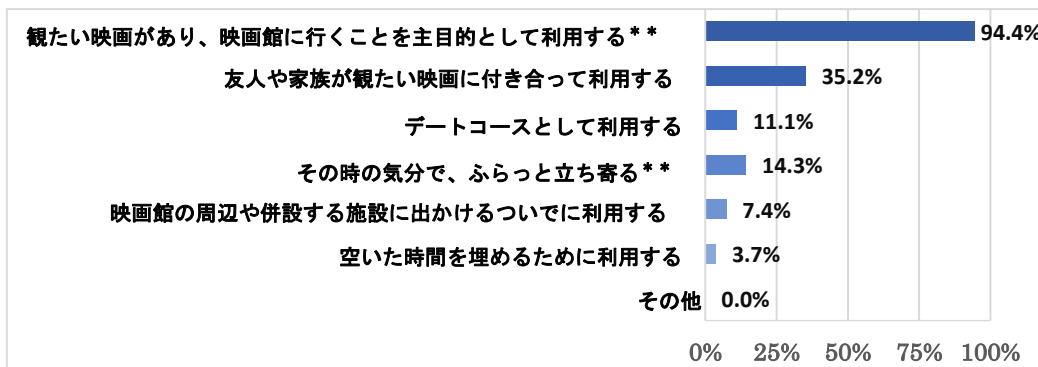 観たい映画があり、映画館に行くことを主目的として利用する** 94.4%
友人や家族が観たい映画に付き合って利用する 35.2%
デートコースとして利用する 11.1%
その時の気分で、ふらっと立ち寄る** 14.3%
映画館の周辺や併設する施設に出かけるついでに利用する 7.4%
空いた時間を埋めるために利用する 3.7%
その他 0.0%
0% 25% 50% 75% 100%